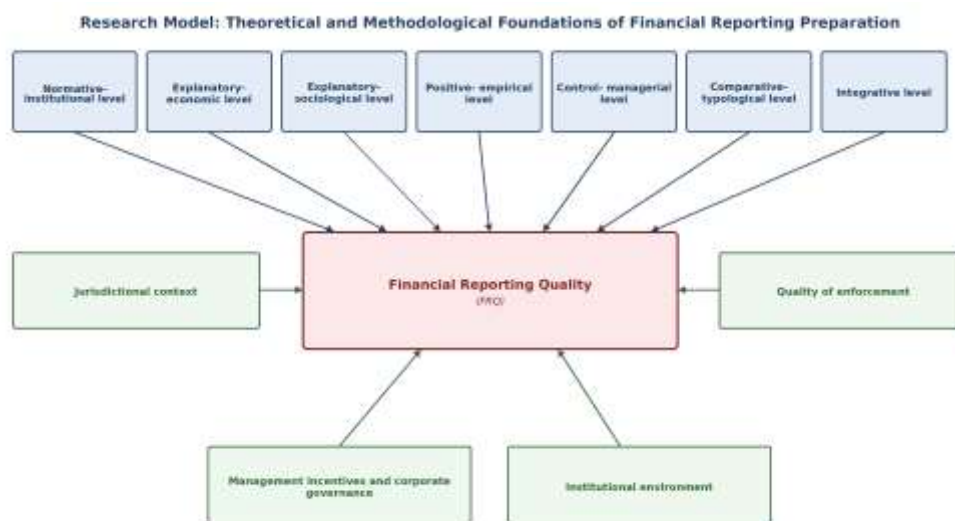 Research Model: Theoretical and Methodological Foundations of Financial Reporting Preparation
Normative-
institutional level
Explanatory-
economic level
Explanatory-
sociological level
Positive- empirical
level
Control- managerial
level
Comparative-
typological level
Integrative level
Financial Reporting Quality
(FRQ)
Jurisdictional context
Quality of enforcement
Management incentives and corporate
governance
Institutional environment